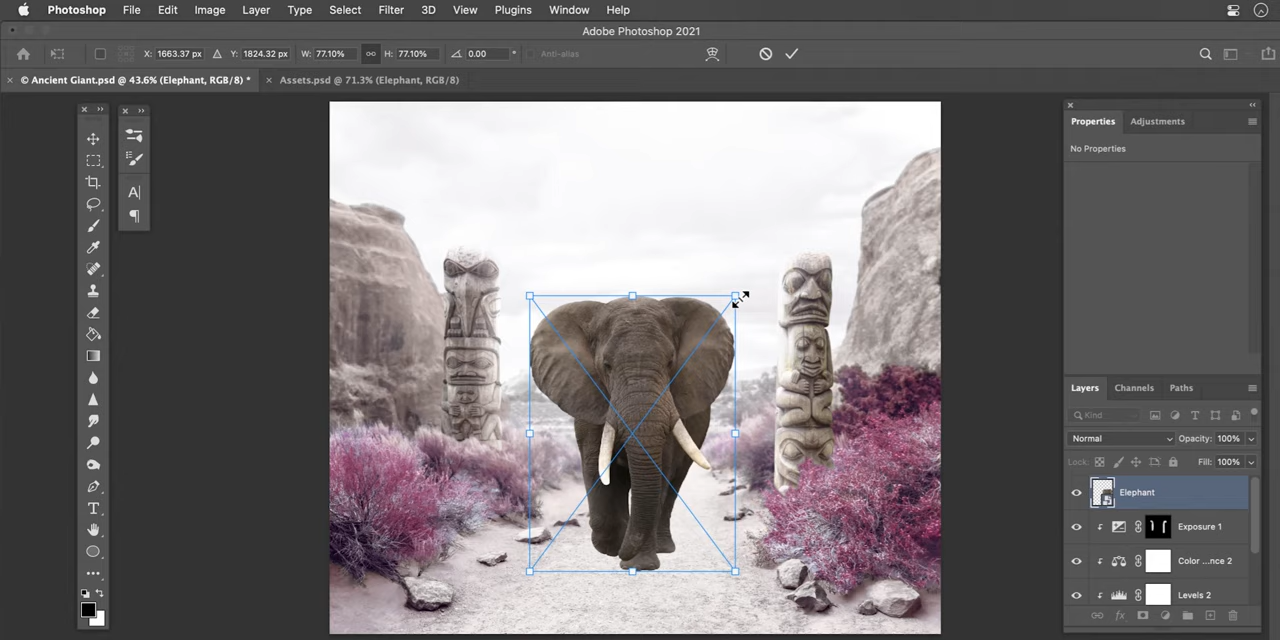 Photoshop File Edit Image Layer Type Select Filter 3D View Plugins Window Help
Adobe Photoshop 2021
X: 1663.37 px Y: 1824.32 px W: 77.10% H: 77.10% 0.00 ° Anti-alias
× © Ancient Giant.psd @ 43.6% (Elephant, RGB/8) * × Assets.psd @ 71.3% (Elephant, RGB/8)
Properties Adjustments
No Properties
Layers Channels Paths
Kind
Normal Opacity: 100%
Lock: Fill: 100%
Elephant
Exposure 1
Color ...nce 2
Levels 2